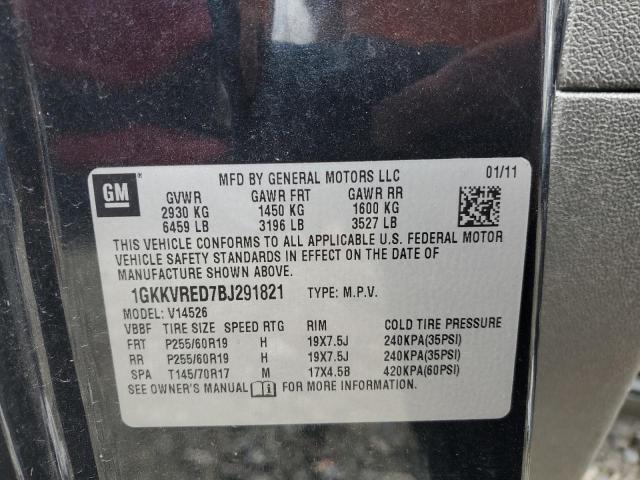 GM
MFD BY GENERAL MOTORS LLC 01/11
GVWR GAWR FRT GAWR RR
2930 KG 1450 KG 1600 KG
6459 LB 3196 LB 3527 LB
THIS VEHICLE CONFORMS TO ALL APPLICABLE U.S. FEDERAL MOTOR
VEHICLE SAFETY STANDARDS IN EFFECT ON THE DATE OF
MANUFACTURE SHOWN ABOVE.
1GKKVRED7BJ291821 TYPE: M.P.V.
MODEL: V14526
VBBF TIRE SIZE SPEED RTG RIM COLD TIRE PRESSURE
FRT P255/60R19 H 19X7.5J 240KPA(35PSI)
RR P255/60R19 H 19X7.5J 240KPA(35PSI)
SPA T145/70R17 M 17X4.5B 420KPA(60PSI)
SEE OWNER'S MANUAL FOR MORE INFORMATION.